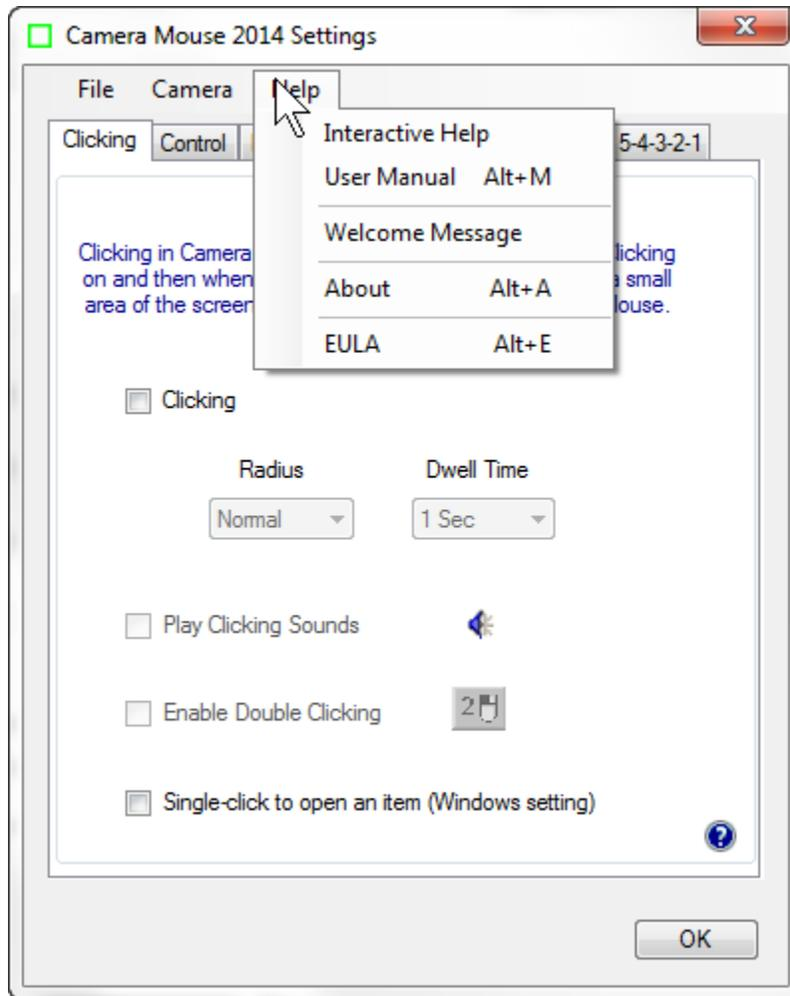 Camera Mouse 2014 Settings
File Camera Help
Clicking Control 5-4-3-2-1
Interactive Help
User Manual Alt+M
Welcome Message
About Alt+A
EULA Alt+E
Clicking in Camera
on and then when small
area of the screen
Clicking
Radius Dwell Time
Normal 1 Sec
Play Clicking Sounds
Enable Double Clicking 2
Single-click to open an item (Windows setting)
?
OK